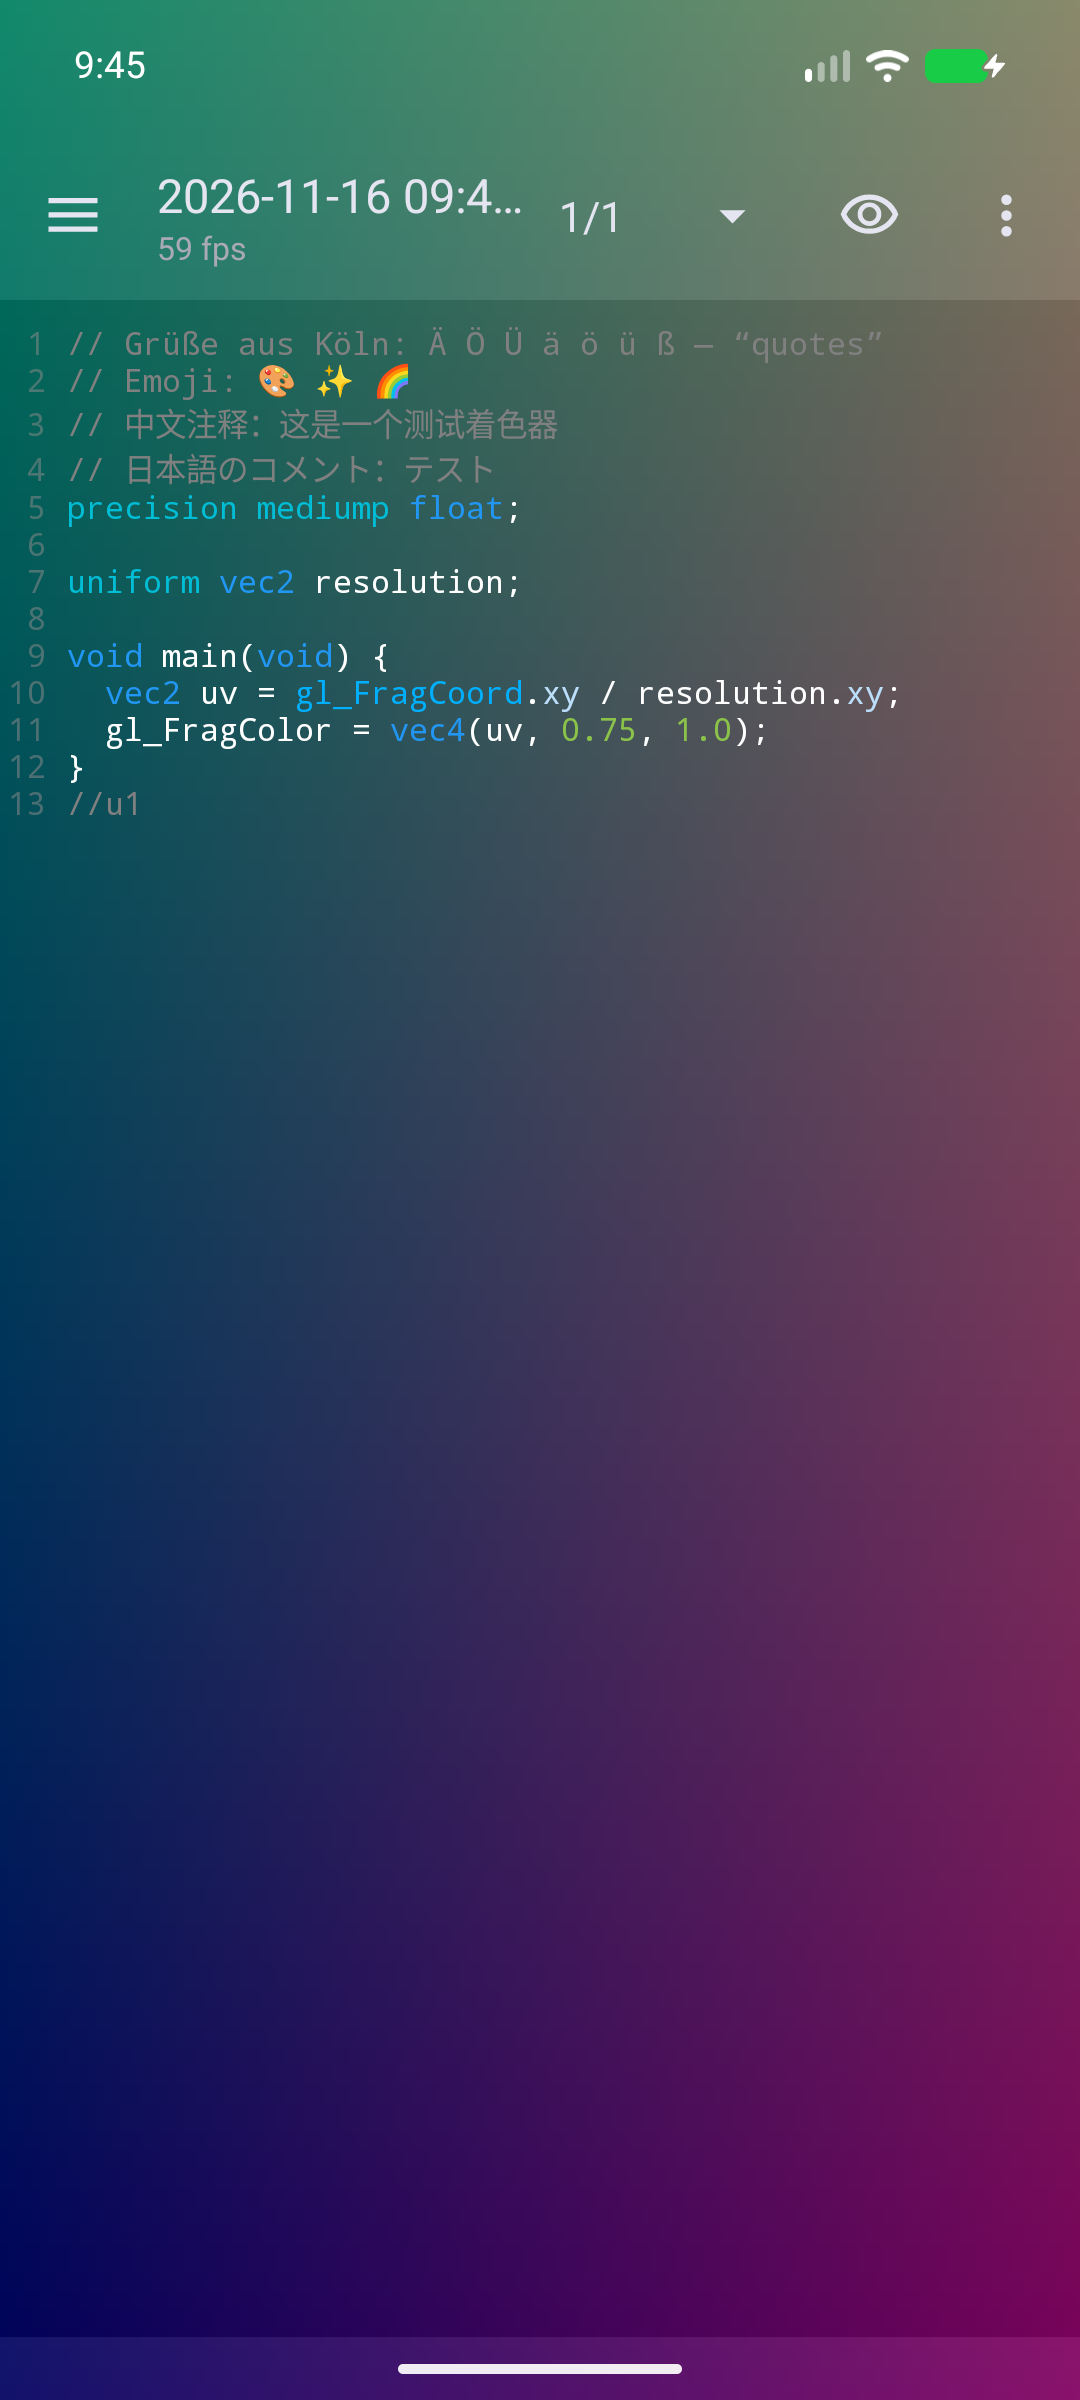 9:45
2026-11-16 09:4…
59 fps
1/1
1 // Grüße aus Köln: Ä Ö Ü ä ö ü ß — “quotes”
2 // Emoji: 🎨 ✨ 🌈
3 // 中文注释：这是一个测试着色器
4 // 日本語のコメント：テスト
5 precision mediump float;
6
7 uniform vec2 resolution;
8
9 void main(void) {
10   vec2 uv = gl_FragCoord.xy / resolution.xy;
11   gl_FragColor = vec4(uv, 0.75, 1.0);
12 }
13 //u1